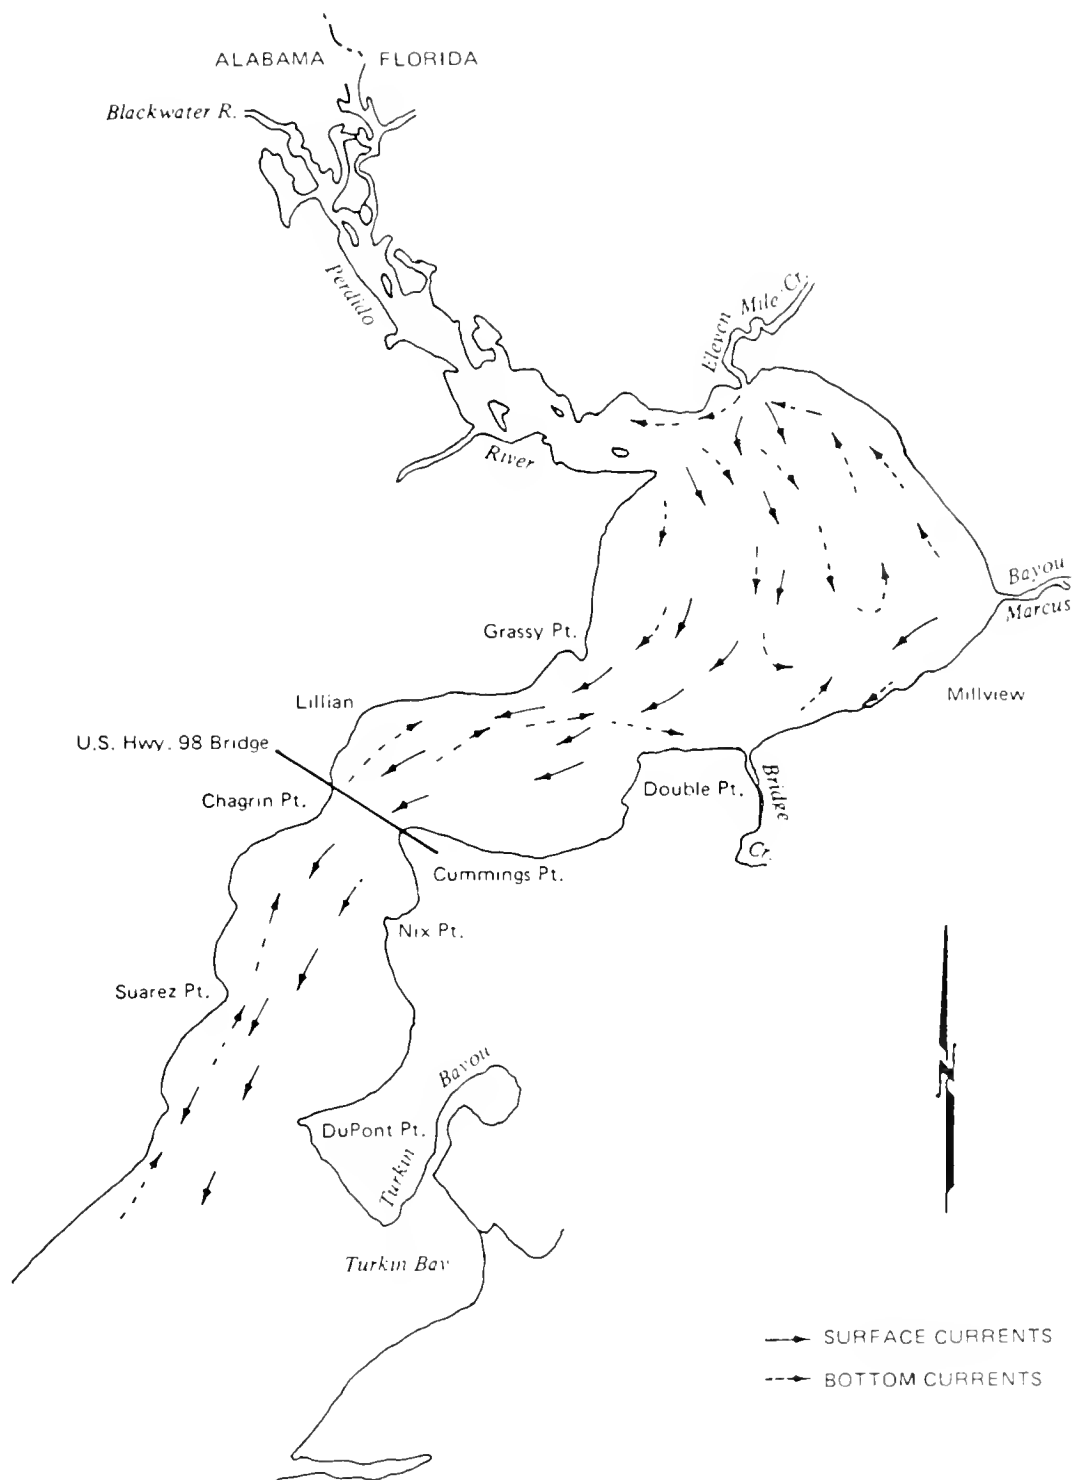 ALABAMA FLORIDA
Blackwater R.
Perdido
River
Eleven Mile Cr.
Bayou
Marcus
Grassy Pt.
Lillian
Millview
U.S. Hwy. 98 Bridge
Chagrin Pt.
Double Pt.
Bridge
Cr.
Cummings Pt.
Nix Pt.
Suarez Pt.
N
Bayou
DuPont Pt.
Turkin
Turkin Bay
SURFACE CURRENTS
BOTTOM CURRENTS